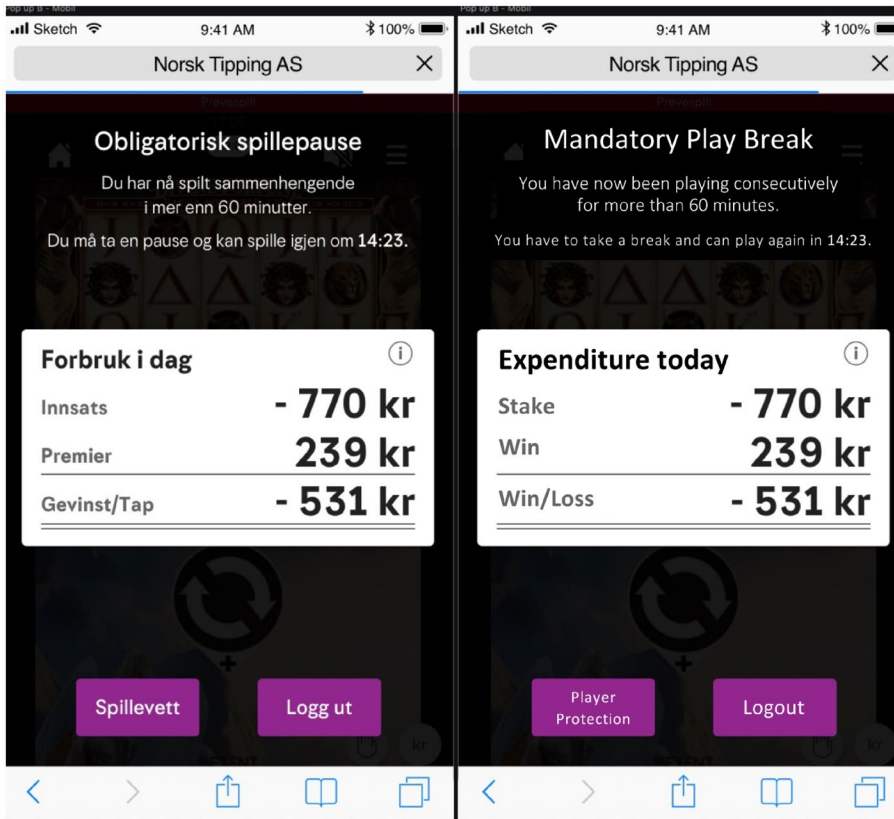 Pop up B - Mobil
Sketch
9:41 AM
100%
Norsk Tipping AS
Prøvespill
Obligatorisk spillepause
Du har nå spilt sammenhengende
i mer enn 60 minutter.
Du må ta en pause og kan spille igjen om 14:23.
Forbruk i dag
Innsats
- 770 kr
Premier
239 kr
Gevinst/Tap
- 531 kr
Spillevett
Logg ut
kr
Pop up B - Mobil
Sketch
9:41 AM
100%
Norsk Tipping AS
Prøvespill
Mandatory Play Break
You have now been playing consecutively
for more than 60 minutes.
You have to take a break and can play again in 14:23.
Expenditure today
Stake
- 770 kr
Win
239 kr
Win/Loss
- 531 kr
Player
Protection
Logout
kr